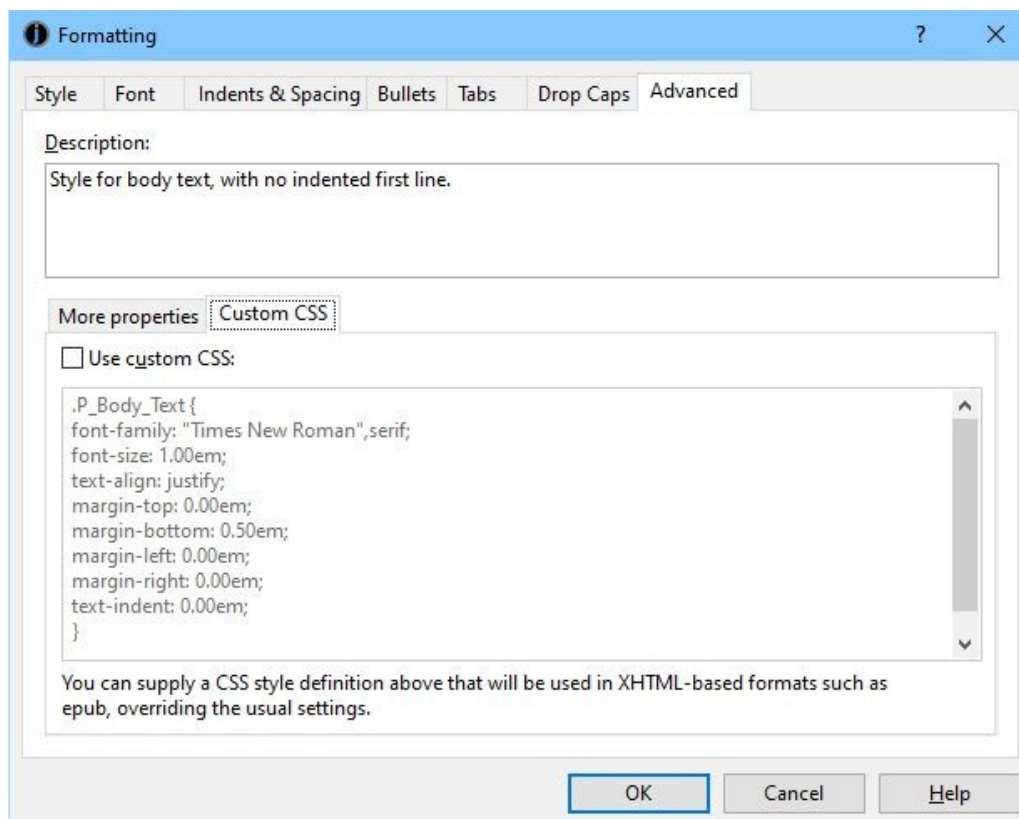 Formatting
?
Style Font Indents & Spacing Bullets Tabs Drop Caps Advanced
Description:
Style for body text, with no indented first line.
More properties Custom CSS
Use custom CSS:
.P_Body_Text {
font-family: "Times New Roman",serif;
font-size: 1.00em;
text-align: justify;
margin-top: 0.00em;
margin-bottom: 0.50em;
margin-left: 0.00em;
margin-right: 0.00em;
text-indent: 0.00em;
}
You can supply a CSS style definition above that will be used in XHTML-based formats such as
epub, overriding the usual settings.
OK Cancel Help